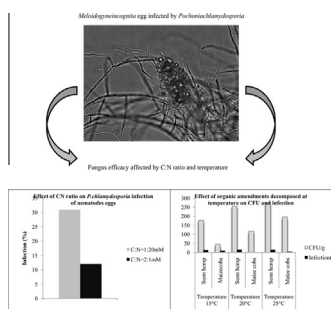 Meloidogyneincognita egg infected by Pochoniachlamydosporia
Fungus efficacy affected by C:N ratio and temperature
Effect of CN ratio on P.chlamydosporia infection
of nematodes eggs
Infection (%)
35
30
25
20
15
10
5
0
C:N=1:20mM
C:N=2:1mM
Effect of organic amendments decomposed at
temperature on CFU and infection
300
250
200
150
100
50
0
CFU/g
Infection
Sunn hemp
Maize cobs
Sunn hemp
Maize cobs
Sunn hemp
Maize cobs
Temperature
15°C
Temperature
20°C
Temperature
25°C